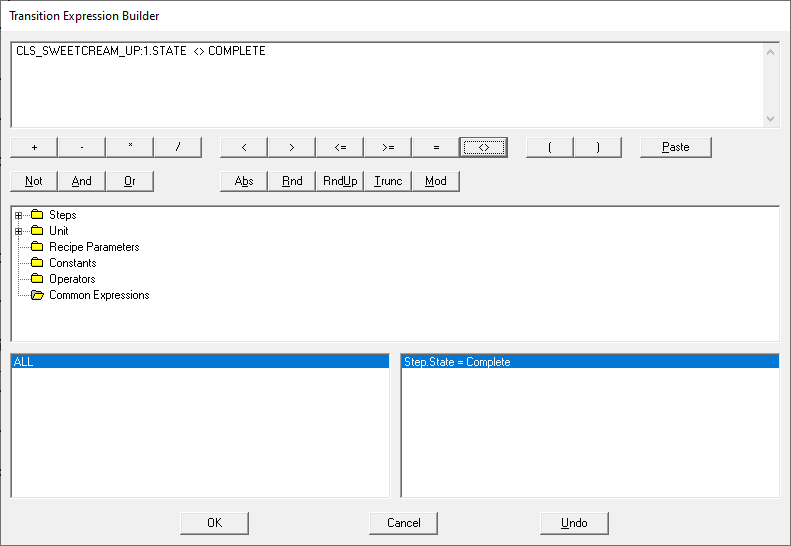 Transition Expression Builder
CLS_SWEETCREAM_UP:1.STATE <> COMPLETE
+ - * / < > <= >= = <> ( ) Paste
Not And Or Abs Rnd RndUp Trunc Mod
Steps
Unit
Recipe Parameters
Constants
Operators
Common Expressions
ALL Step.State = Complete
OK Cancel Undo